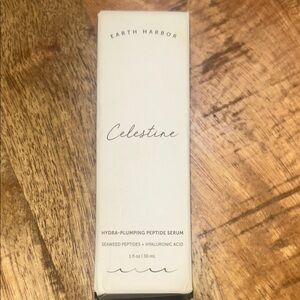 EARTH HARBOR
Celestine
HYDRA-PLUMPING PEPTIDE SERUM
SEAWEED PEPTIDES + HYALURONIC ACID
1 fl oz | 30 mL